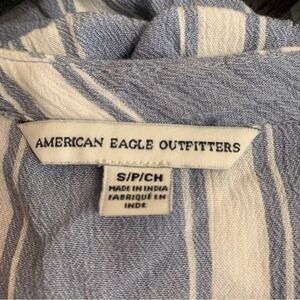 AMERICAN EAGLE OUTFITTERS
S/P/CH
MADE IN INDIA
FABRIQUÉ EN
INDE